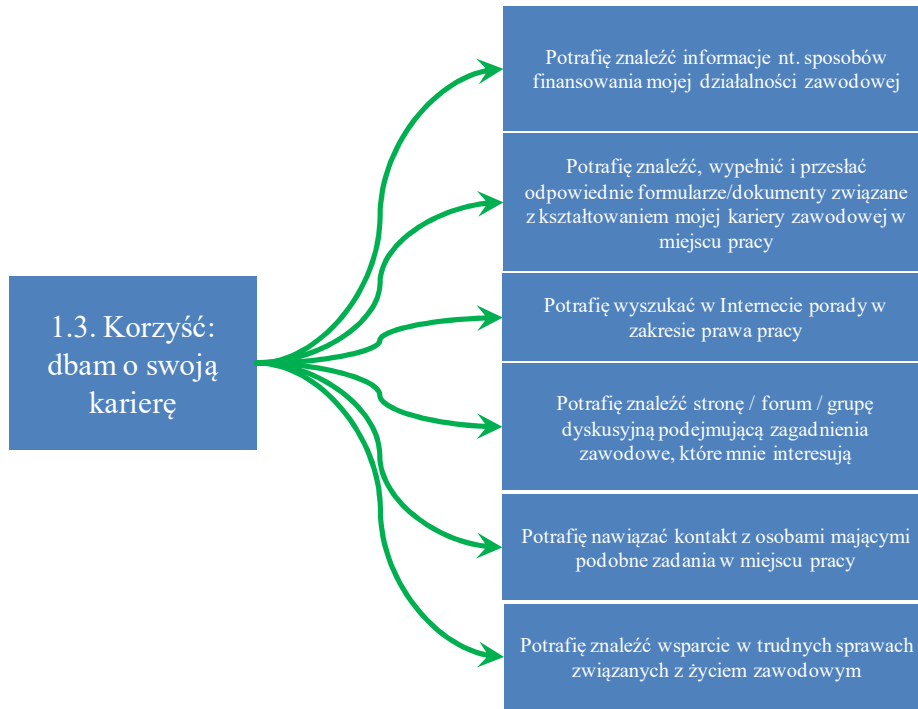 1.3. Korzyść:
dbam o swoją
karierę
Potrafię znaleźć informacje nt. sposobów
finansowania mojej działalności zawodowej
Potrafię znaleźć, wypełnić i przesłać
odpowiednie formularze/dokumenty związane
z kształtowaniem mojej kariery zawodowej w
miejscu pracy
Potrafię wyszukać w Internecie porady w
zakresie prawa pracy
Potrafię znaleźć stronę / forum / grupę
dyskusyjną podejmującą zagadnienia
zawodowe, które mnie interesują
Potrafię nawiązać kontakt z osobami mającymi
podobne zadania w miejscu pracy
Potrafię znaleźć wsparcie w trudnych sprawach
związanych z życiem zawodowym